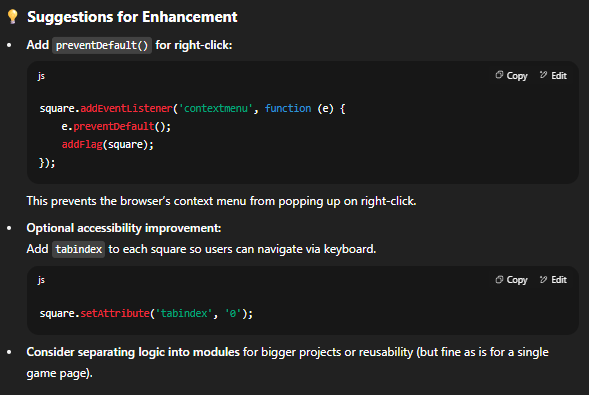 💡 Suggestions for Enhancement
• Add preventDefault() for right-click:
js
Copy
Edit
square.addEventListener('contextmenu', function (e) {
    e.preventDefault();
    addFlag(square);
});
This prevents the browser's context menu from popping up on right-click.
• Optional accessibility improvement:
Add tabindex to each square so users can navigate via keyboard.
js
Copy
Edit
square.setAttribute('tabindex', '0');
• Consider separating logic into modules for bigger projects or reusability (but fine as is for a single
game page).